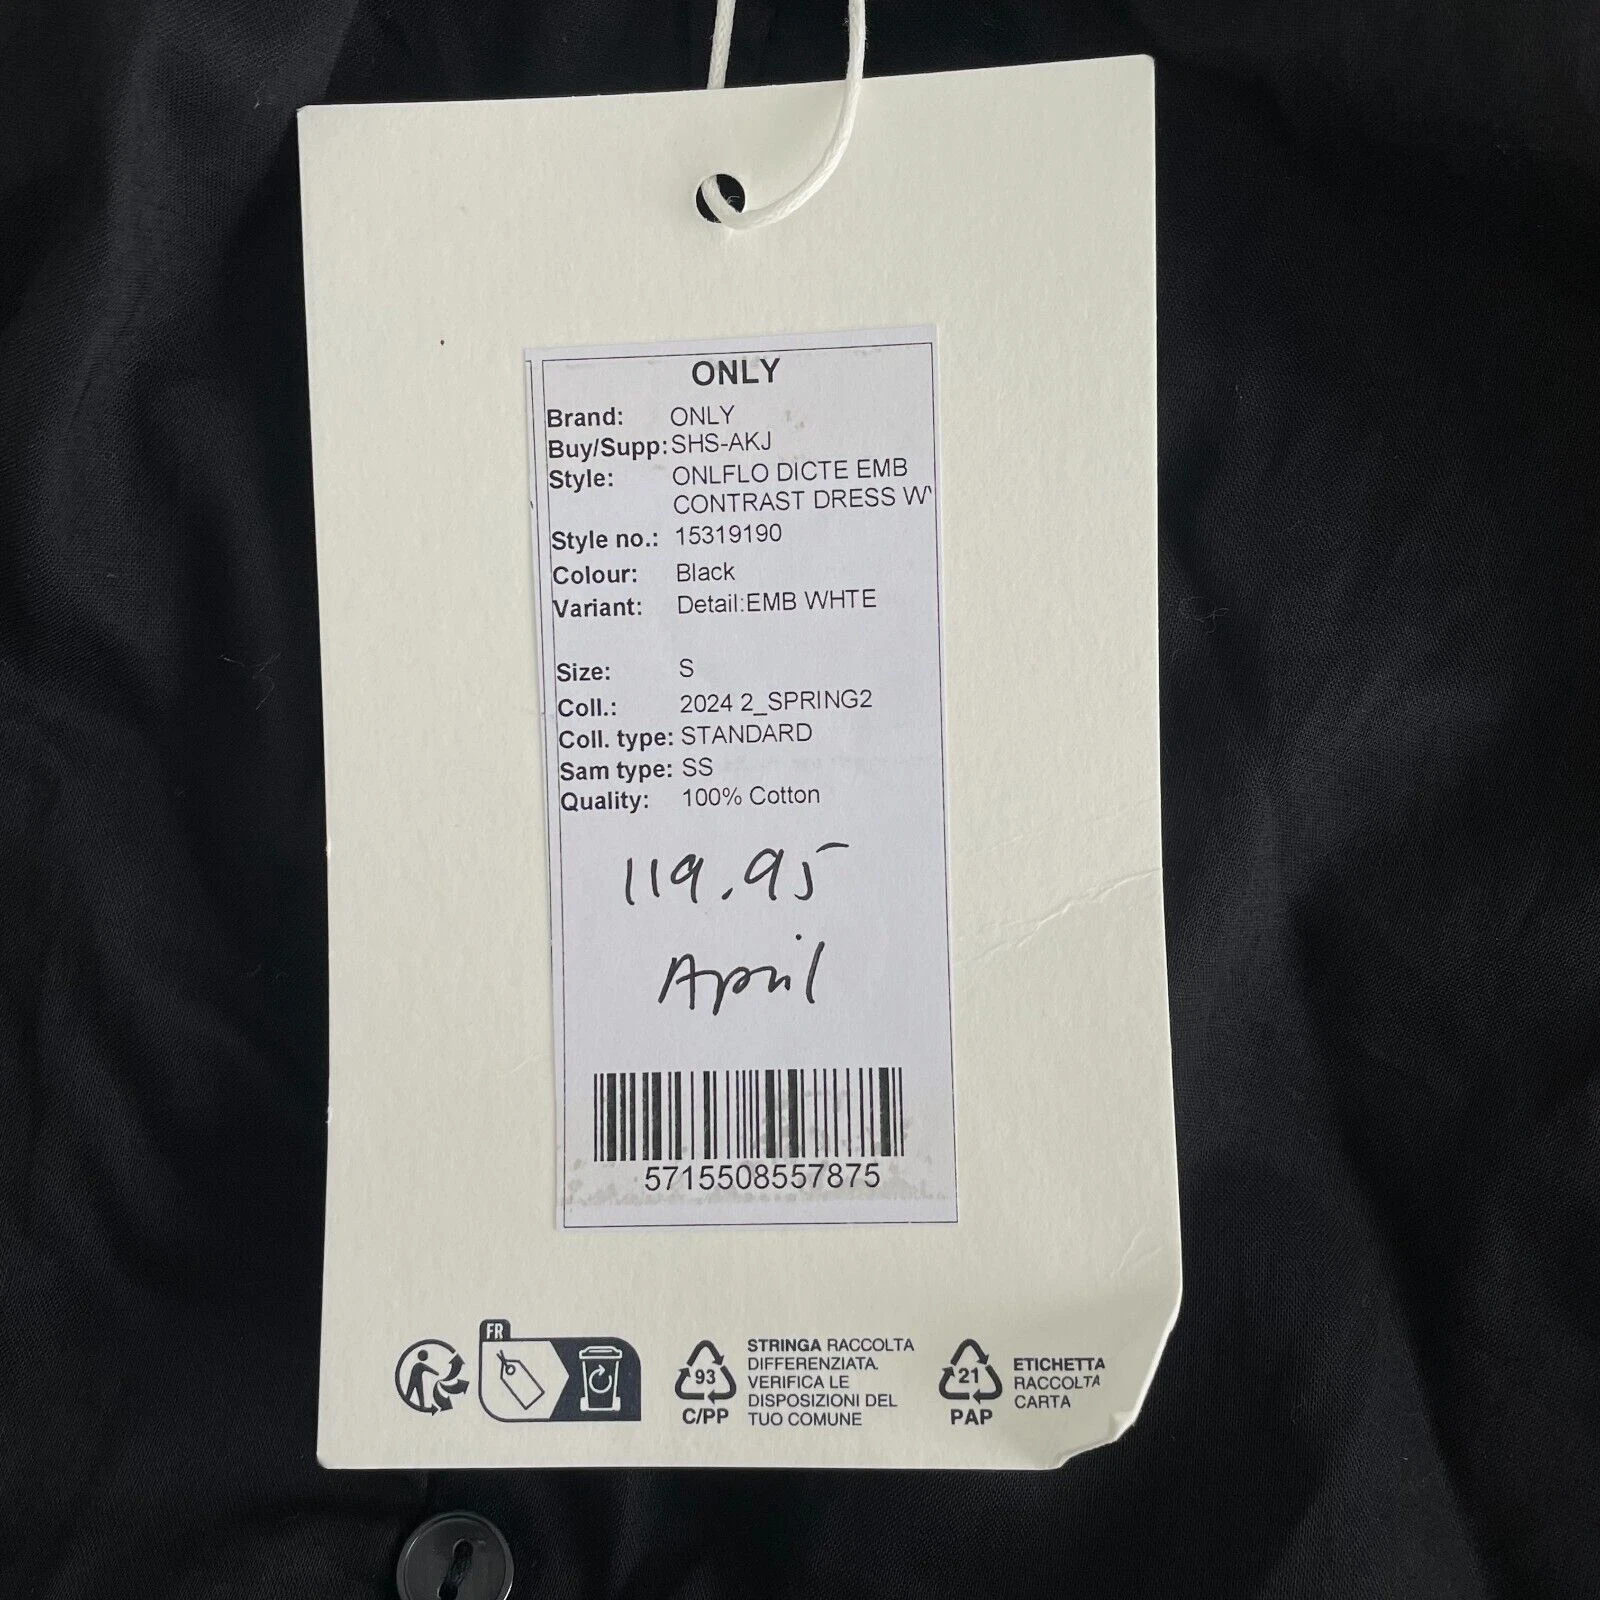 ONLY
Brand: ONLY
Buy/Supp: SHS-AKJ
Style: ONLFLO DICTE EMB
CONTRAST DRESS W
Style no.: 15319190
Colour: Black
Variant: Detail:EMB WHTE
Size: S
Coll.: 2024 2_SPRING2
Coll. type: STANDARD
Sam type: SS
Quality: 100% Cotton
119.95
April
5715508557875
FR
93
C/PP
STRINGA RACCOLTA
DIFFERENZIATA.
VERIFICA LE
DISPOSIZIONI DEL
TUO COMUNE
21
PAP
ETICHETTA
RACCOLTA
CARTA